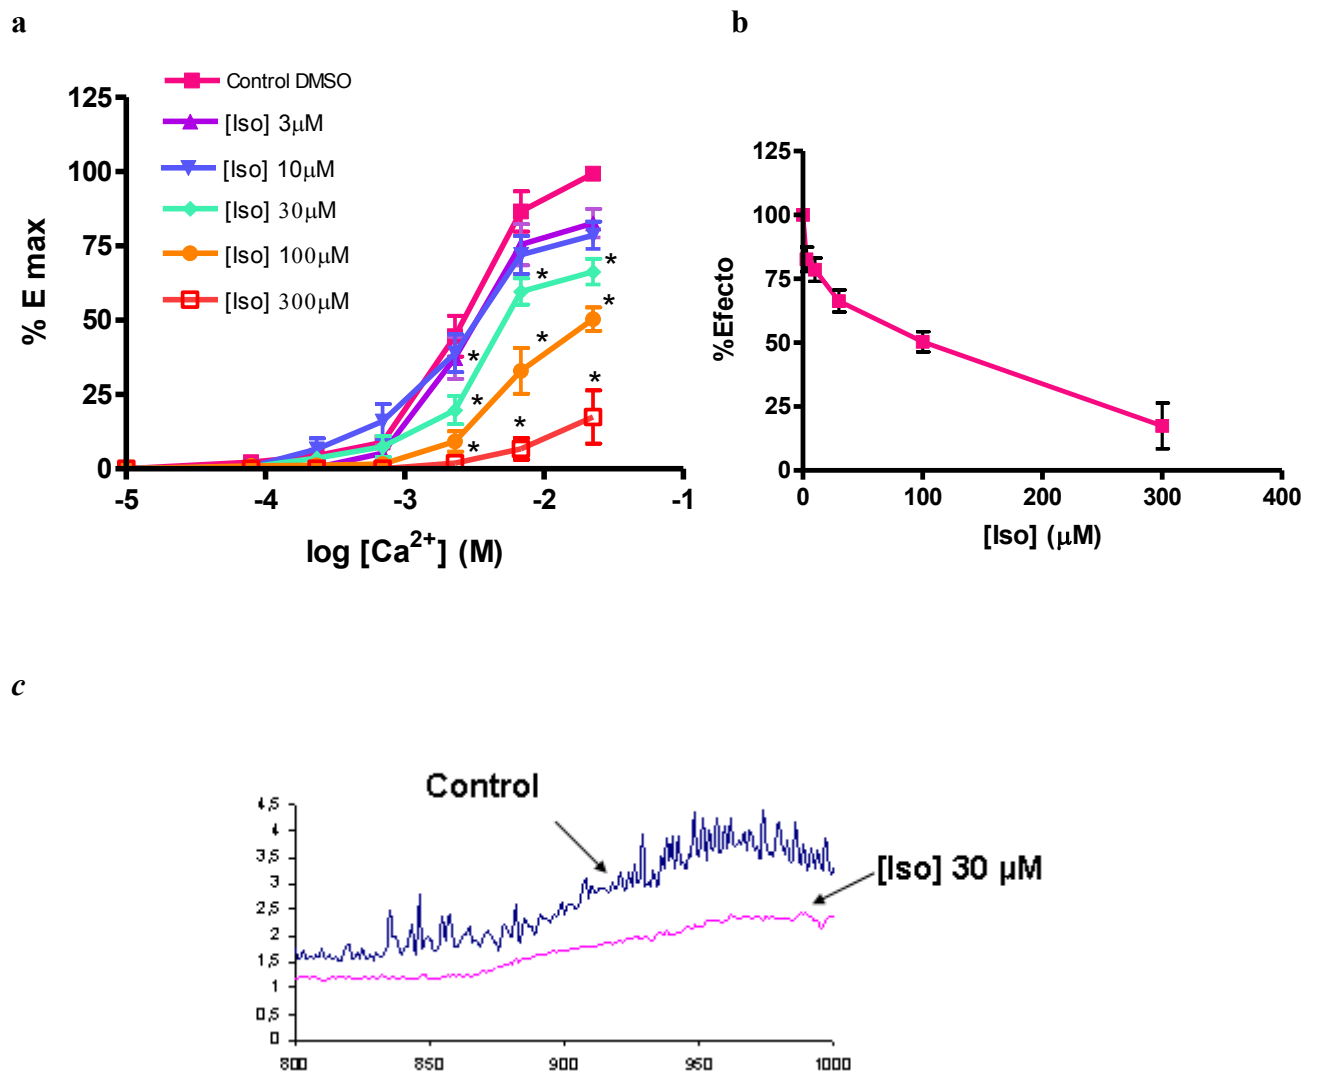 a
b
Control DMSO
[Iso] 3µM
[Iso] 10µM
[Iso] 30µM
[Iso] 100µM
[Iso] 300µM
% E max
125
100
75
50
25
0
-5 -4 -3 -2 -1
log [Ca2+] (M)
* * * * * * * * *
%Efecto
125
100
75
50
25
0
0 100 200 300 400
[Iso] (µM)
c
Control
[Iso] 30 µM
4,5
4
3,5
3
2,5
2
1,5
1
0,5
0
800 850 900 950 1000